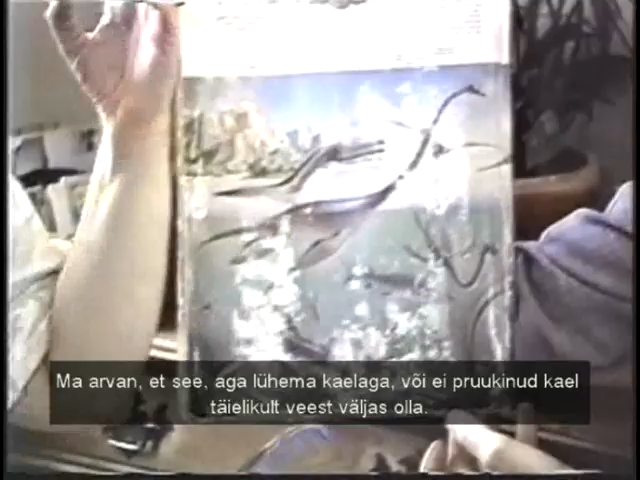 Ma arvan, et see, aga lühema kaelaga, või ei pruukinud kael
täielikult veest väljas olla.